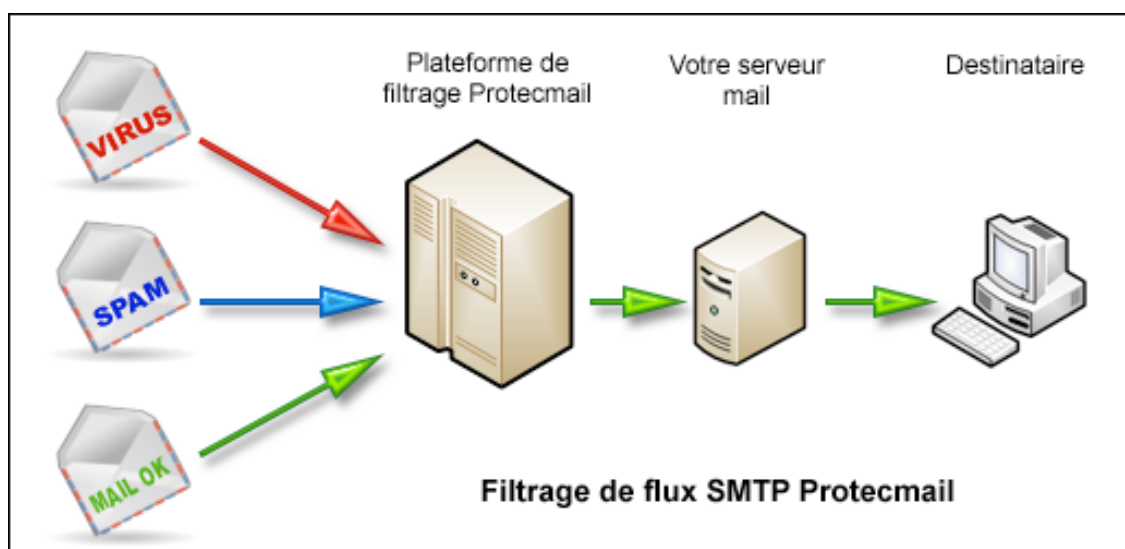 VIRUS
SPAM
MAIL OK
Plateforme de
filtrage Protecmail
Votre serveur
mail
Destinataire
Filtrage de flux SMTP Protecmail